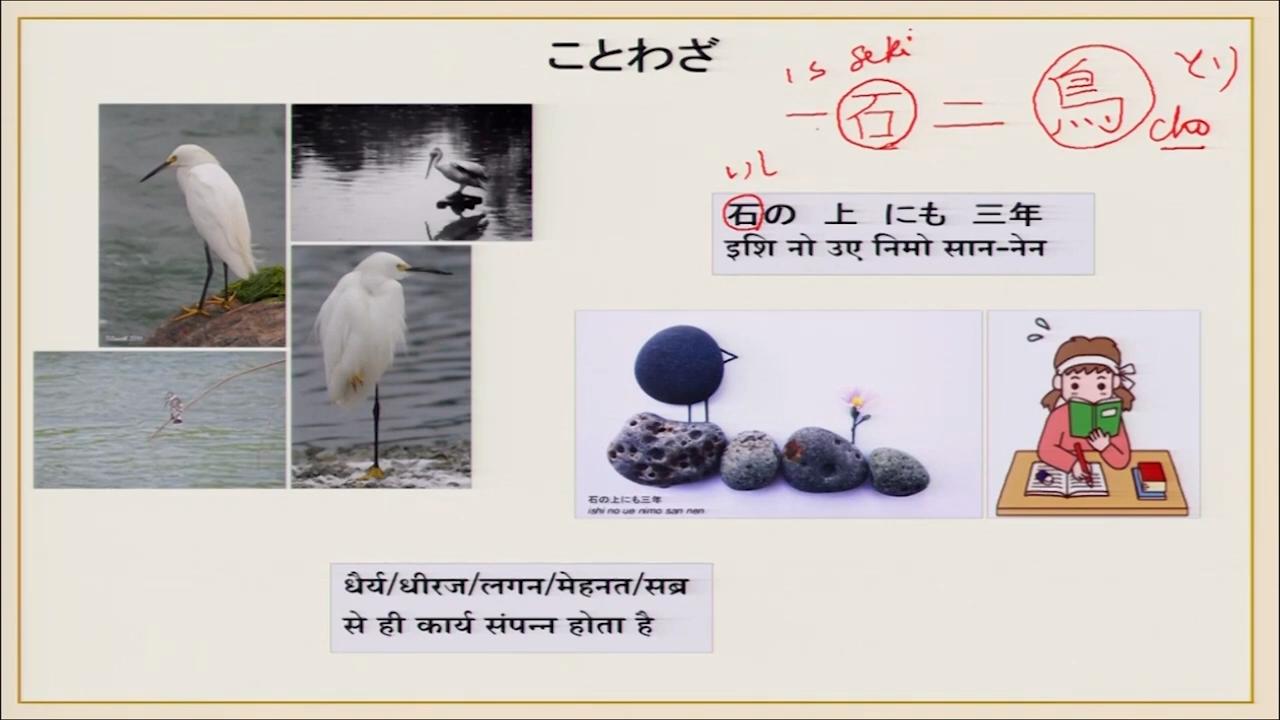 ことわざ
is seki
一石二鳥 とり
cho
いし
石の 上 にも 三年
इशि नो उए निमो सान-नेन
石の上にも三年
ishi no ue nimo san nen
धैर्य/धीरज/लगन/मेहनत/सब्र
से ही कार्य संपन्न होता है